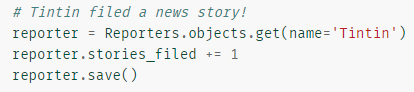 # Tintin filed a news story!
reporter = Reporters.objects.get(name='Tintin')
reporter.stories_filed += 1
reporter.save()